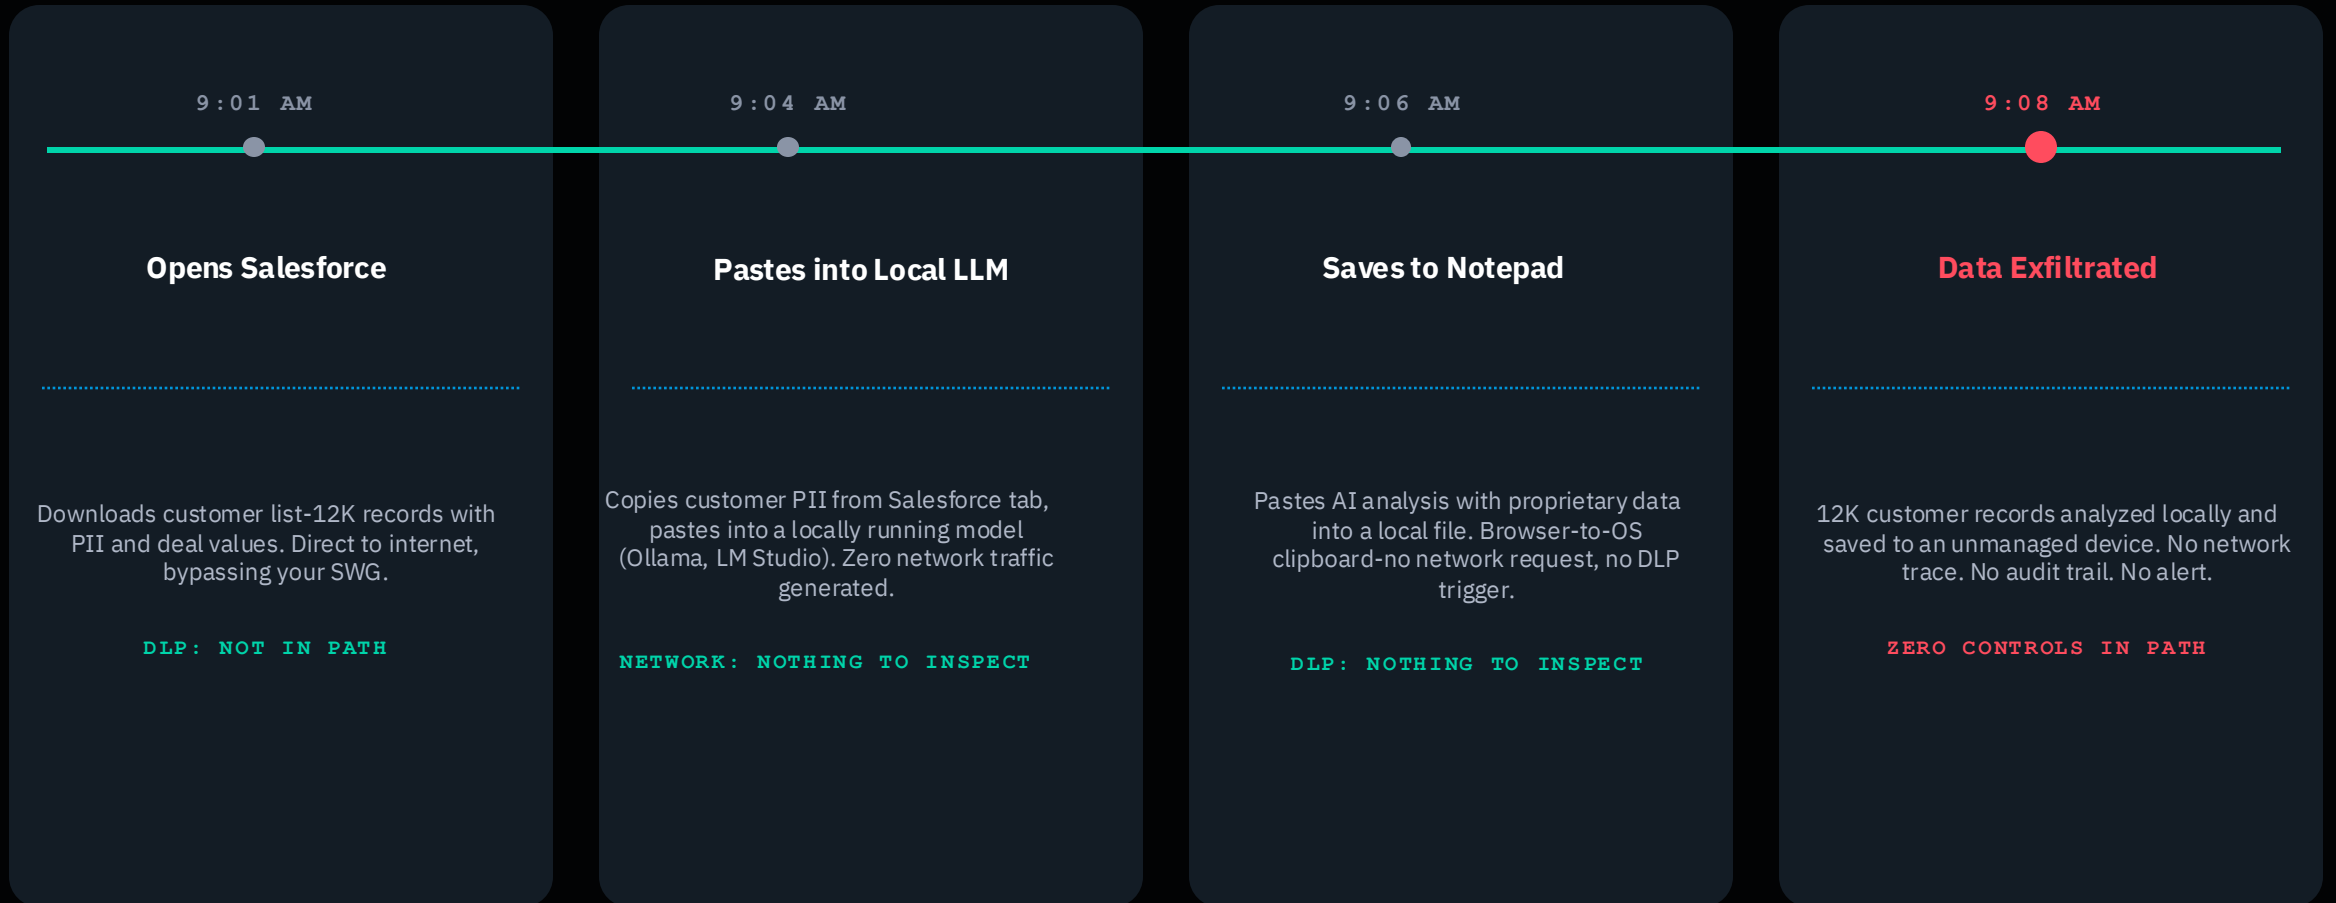 9:01 AM
Opens Salesforce
Downloads customer list-12K records with
PII and deal values. Direct to internet,
bypassing your SWG.
DLP: NOT IN PATH
9:04 AM
Pastes into Local LLM
Copies customer PII from Salesforce tab,
pastes into a locally running model
(Ollama, LM Studio). Zero network traffic
generated.
NETWORK: NOTHING TO INSPECT
9:06 AM
Saves to Notepad
Pastes AI analysis with proprietary data
into a local file. Browser-to-OS
clipboard-no network request, no DLP
trigger.
DLP: NOTHING TO INSPECT
9:08 AM
Data Exfiltrated
12K customer records analyzed locally and
saved to an unmanaged device. No network
trace. No audit trail. No alert.
ZERO CONTROLS IN PATH